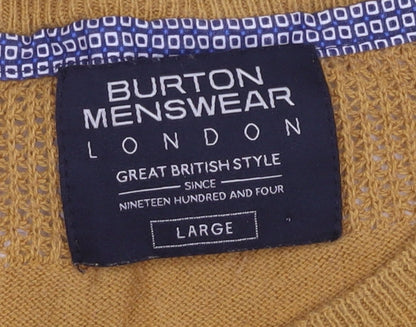 BURTON
MENSWEAR
LONDON
GREAT BRITISH STYLE
SINCE
NINETEEN HUNDRED AND FOUR
LARGE